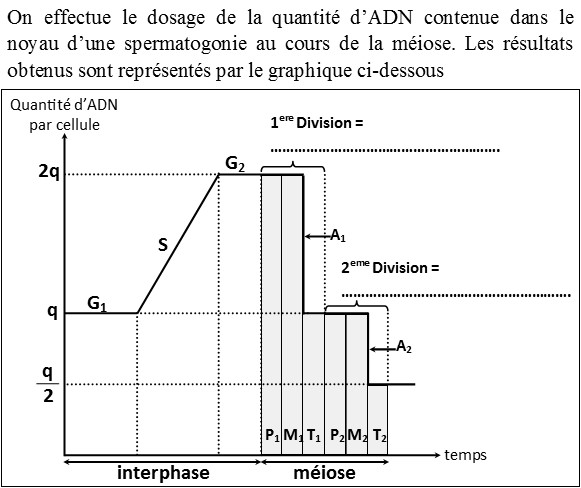 On effectue le dosage de la quantité d’ADN contenue dans le
noyau d’une spermatogonie au cours de la méiose. Les résultats
obtenus sont représentés par le graphique ci-dessous
Quantité d’ADN
par cellule
1ere Division =
................................................
G2
2q
A1
S
2eme Division =
................................................
G1
q
A2
q
2
P1 M1 T1 P2 M2 T2
temps
interphase
méiose